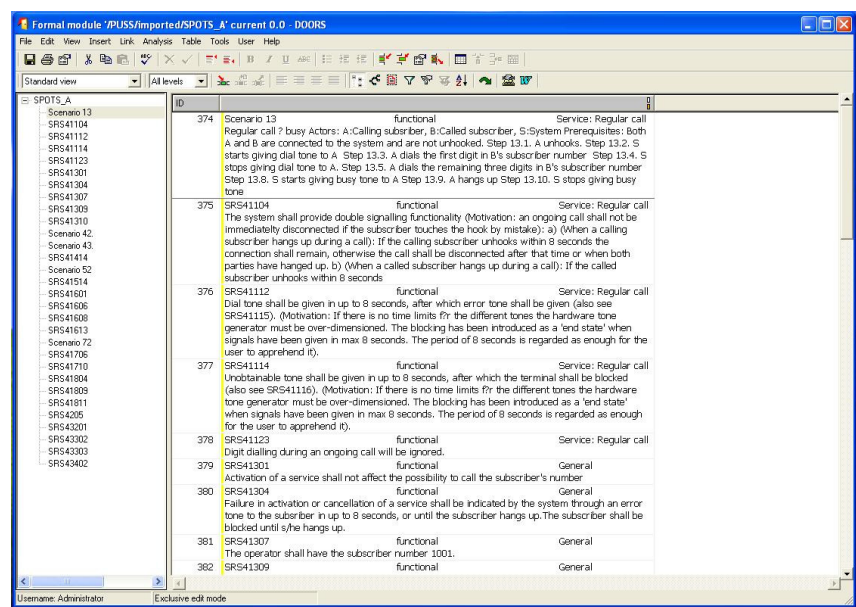 Formal module '/PUSS/imported/SPOTS_A' current 0.0 - DOORS
File Edit View Insert Link Analysis Table Tools User Help
Standard view All levels
SPOTS_A
Scenario 13
SRS41104
SRS41112
SRS41114
SRS41123
SRS41301
SRS41304
SRS41307
SRS41309
SRS41310
Scenario 42.
Scenario 43.
SRS41414
Scenario 52
SRS41514
SRS41601
SRS41606
SRS41608
SRS41613
Scenario 72
SRS41706
SRS41710
SRS41804
SRS41809
SRS41811
SRS4205
SRS43201
SRS43302
SRS43303
SRS43402
ID
374 Scenario 13 functional Service: Regular call
Regular call ? busy Actors: A:Calling subsriber, B:Called subscriber, S:System Prerequisites: Both
A and B are connected to the system and are not unhooked. Step 13.1. A unhooks. Step 13.2. S
starts giving dial tone to A Step 13.3. A dials the first digit in B's subscriber number Step 13.4. S
stops giving dial tone to A. Step 13.5. A dials the remaining three digits in B's subscriber number
Step 13.8. S starts giving busy tone to A Step 13.9. A hangs up Step 13.10. S stops giving busy
tone
375 SRS41104 functional Service: Regular call
The system shall provide double signalling functionality (Motivation: an ongoing call shall not be
immediatelty disconnected if the subscriber touches the hook by mistake): a) (When a calling
subscriber hangs up during a call): If the calling subscriber unhooks within 8 seconds the
connection shall remain, otherwise the call shall be disconnected after that time or when both
parties have hanged up. b) (When a called subscriber hangs up during a call): If the called
subscriber unhooks within 8 seconds
376 SRS41112 functional Service: Regular call
Dial tone shall be given in up to 8 seconds, after which error tone shall be given (also see
SRS41115). (Motivation: If there is no time limits f?r the different tones the hardware tone
generator must be over-dimensioned. The blocking has been introduced as a 'end state' when
signals have been given in max 8 seconds. The period of 8 seconds is regarded as enough for the
user to apprehend it).
377 SRS41114 functional Service: Regular call
Unobtainable tone shall be given in up to 8 seconds, after which the terminal shall be blocked
(also see SRS41116). (Motivation: If there is no time limits f?r the different tones the hardware
tone generator must be over-dimensioned. The blocking has been introduced as a 'end state'
when signals have been given in max 8 seconds. The period of 8 seconds is regarded as enough
for the user to apprehend it).
378 SRS41123 functional Service: Regular call
Digit dialling during an ongoing call will be ignored.
379 SRS41301 functional General
Activation of a service shall not affect the possibility to call the subscriber's number
380 SRS41304 functional General
Failure in activation or cancellation of a service shall be indicated by the system through an error
tone to the subsriber in up to 8 seconds, or until the subscriber hangs up.The subscriber shall be
blocked until s/he hangs up.
381 SRS41307 functional General
The operator shall have the subscriber number 1001.
382 SRS41309 functional General
Username: Administrator Exclusive edit mode